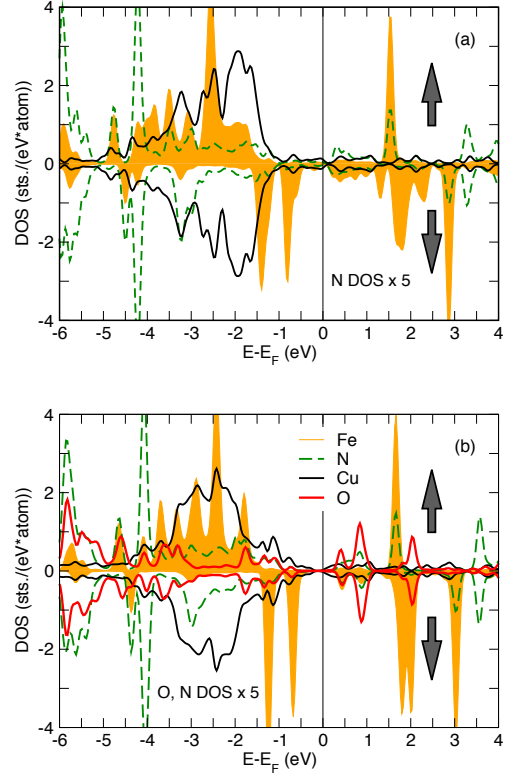 4
(a)
2
DOS (sts./(eV*atom))
0
-2
N DOS x 5
-4
-6 -5 -4 -3 -2 -1 0 1 2 3 4
E-E_F (eV)
4
Fe (b)
N
2
Cu
DOS (sts./(eV*atom))
O
0
-2
O, N DOS x 5
-4
-6 -5 -4 -3 -2 -1 0 1 2 3 4
E-E_F (eV)